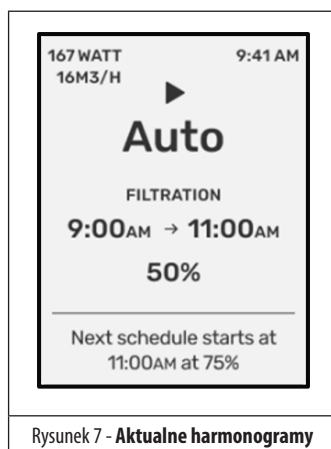 167 WATT 9:41 AM
16M3/H
Auto
FILTRATION
9:00AM → 11:00AM
50%
Next schedule starts at
11:00AM at 75%
Rysunek 7 - Aktualne harmonogramy